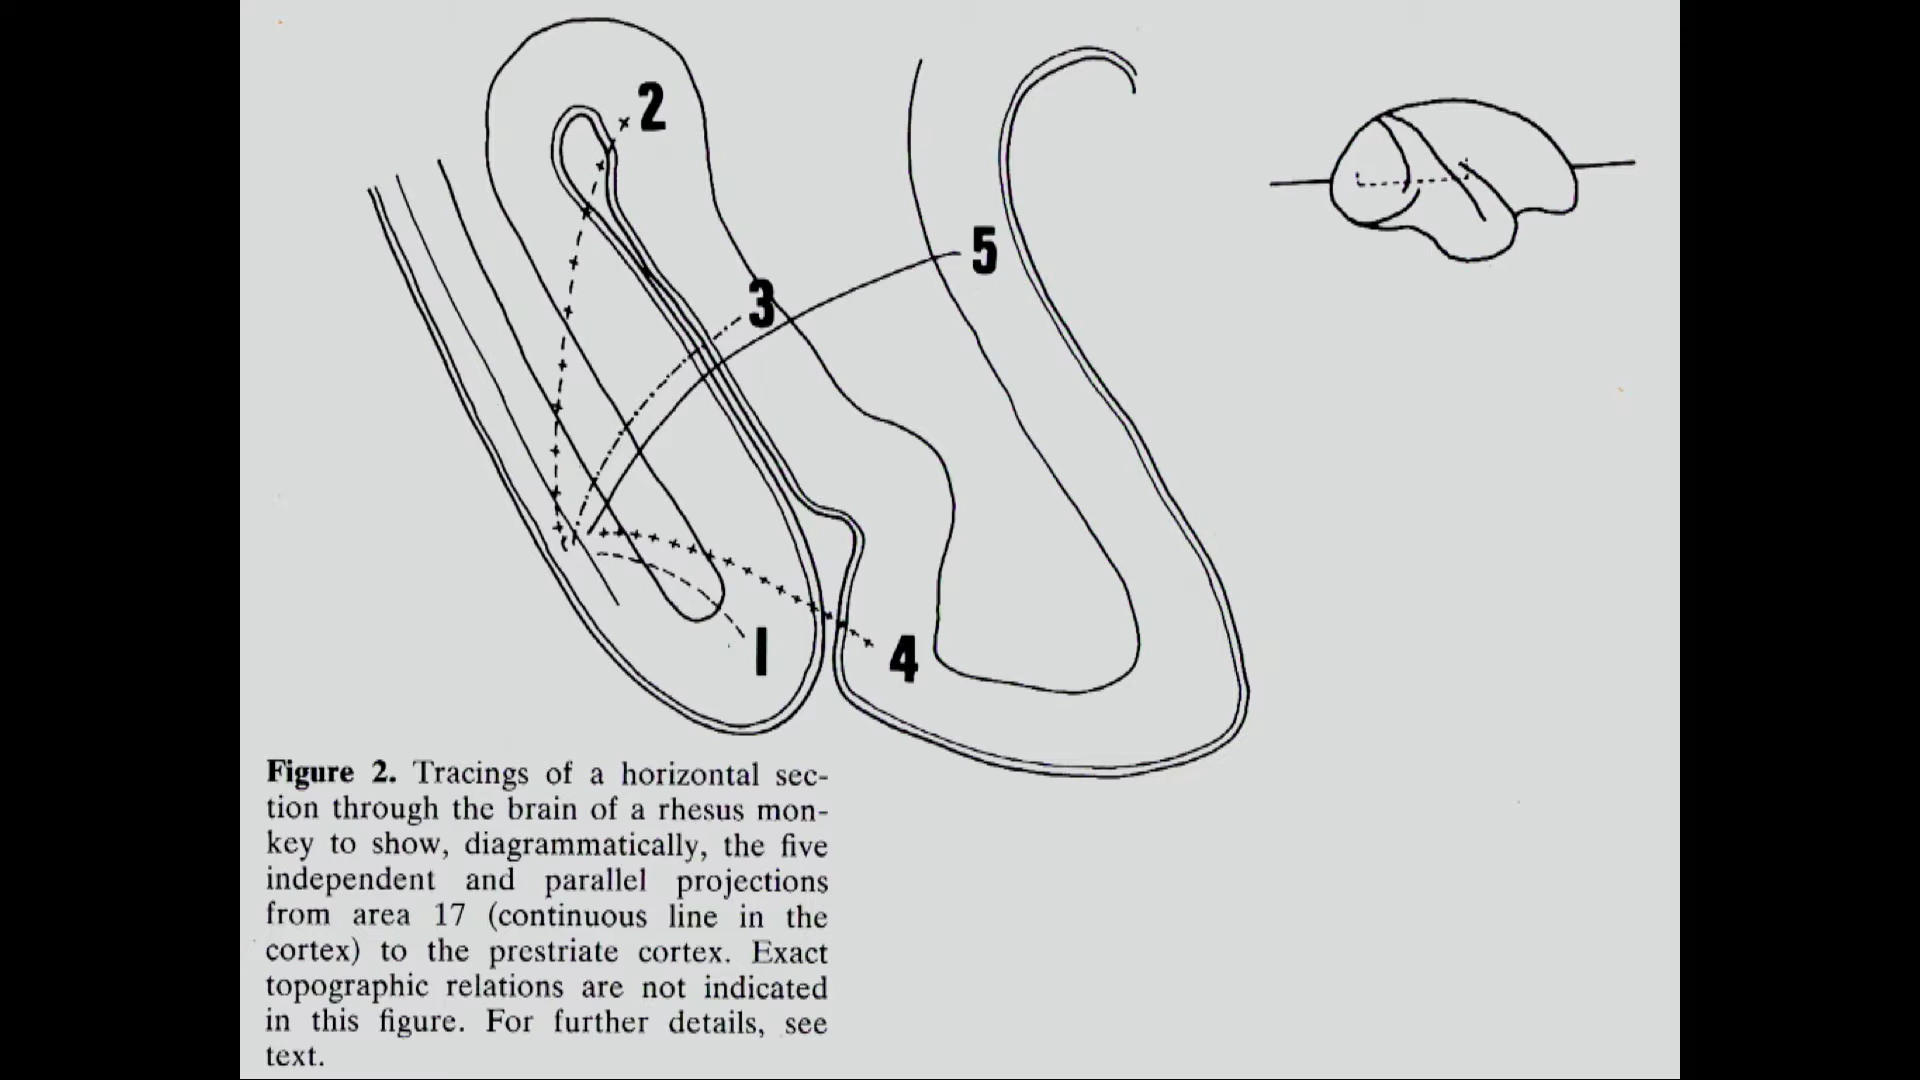 2
5
3
1
4
Figure 2. Tracings of a horizontal sec-
tion through the brain of a rhesus mon-
key to show, diagrammatically, the five
independent and parallel projections
from area 17 (continuous line in the
cortex) to the prestriate cortex. Exact
topographic relations are not indicated
in this figure. For further details, see
text.